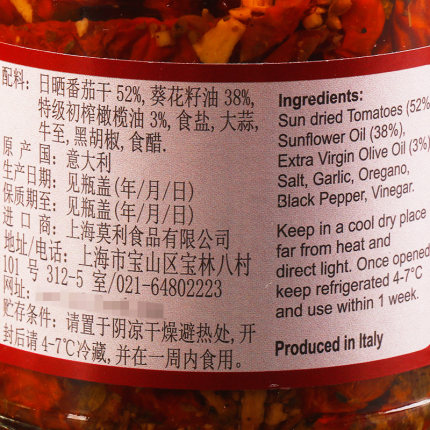 配料: 日晒番茄干 52%, 葵花籽油 38%,
特级初榨橄榄油 3%, 食盐, 大蒜,
牛至, 黑胡椒, 食醋.
原 产 国: 意大利
生产日期: 见瓶盖(年/月/日)
保质期至: 见瓶盖(年/月/日)
进 口 商: 上海莫利食品有限公司
地址/电话: 上海市宝山区宝林八村
101 号 312-5 室/021-64802223
网址:
贮存条件: 请置于阴凉干燥避热处, 开
封后请 4-7℃冷藏, 并在一周内食用.
Ingredients:
Sun dried Tomatoes (52%
Sunflower Oil (38%),
Extra Virgin Olive Oil (3%)
Salt, Garlic, Oregano,
Black Pepper, Vinegar.
Keep in a cool dry place
far from heat and
direct light. Once opened
keep refrigerated 4-7°C
and use within 1 week.
Produced in Italy